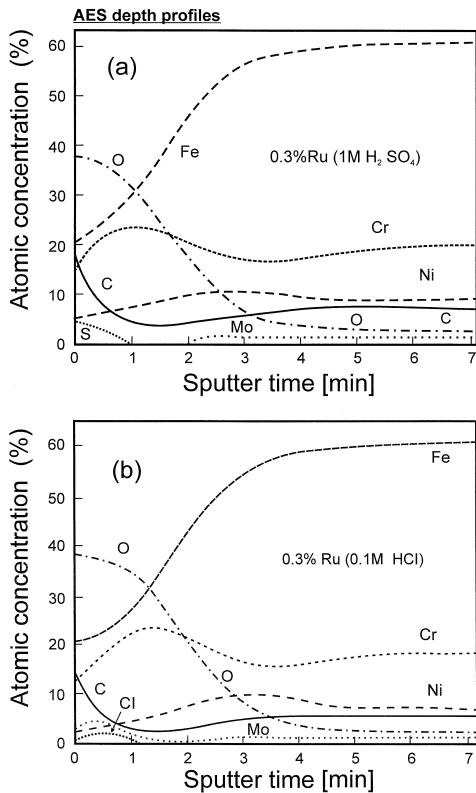 AES depth profiles
(a)
Atomic concentration (%)
60
50
40
30
20
10
0
O
Fe
0.3%Ru (1M H₂ SO₄)
Cr
Ni
C
S
Mo
O
C
0 1 2 3 4 5 6 7
Sputter time [min]
(b)
Atomic concentration (%)
60
50
40
30
20
10
0
Fe
O
0.3% Ru (0.1M HCl)
Cr
O
C
Cl
Ni
Mo
0 1 2 3 4 5 6 7
Sputter time [min]